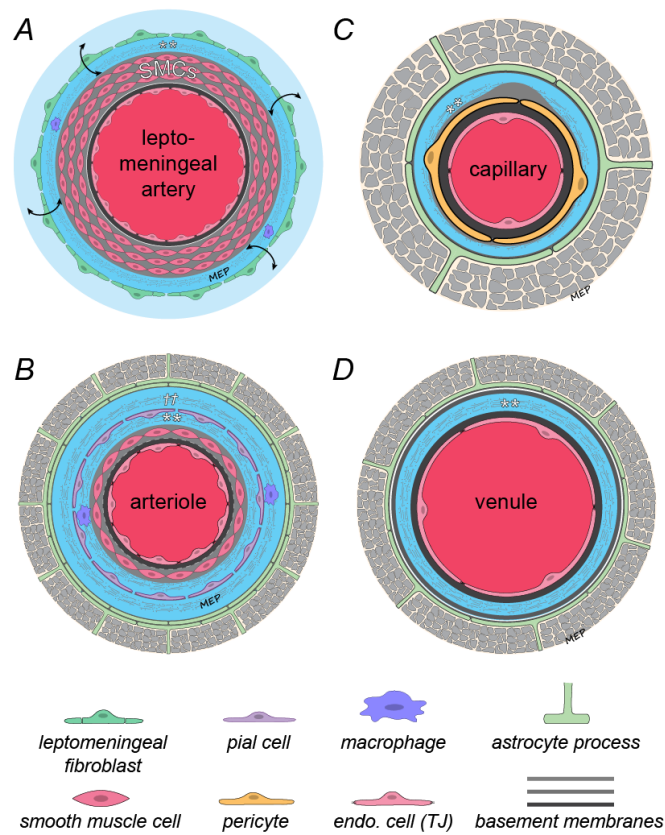 A
**
SMCs
lepto-
meningeal
artery
MEP
C
**
capillary
MEP
B
††
**
arteriole
MEP
D
**
venule
MEP
leptomeningeal
fibroblast
pial cell
macrophage
astrocyte process
smooth muscle cell
pericyte
endo. cell (TJ)
basement membranes